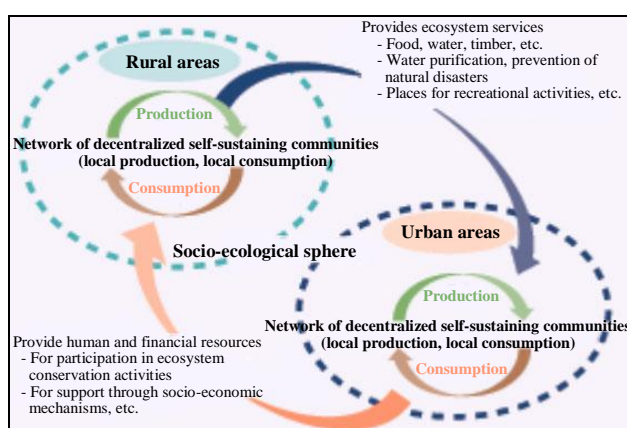 Provides ecosystem services
- Food, water, timber, etc.
- Water purification, prevention of
natural disasters
- Places for recreational activities, etc.
Rural areas
Production
Network of decentralized self-sustaining communities
(local production, local consumption)
Consumption
Socio-ecological sphere
Urban areas
Production
Network of decentralized self-sustaining communities
(local production, local consumption)
Consumption
Provide human and financial resources
- For participation in ecosystem
conservation activities
- For support through socio-economic
mechanisms, etc.